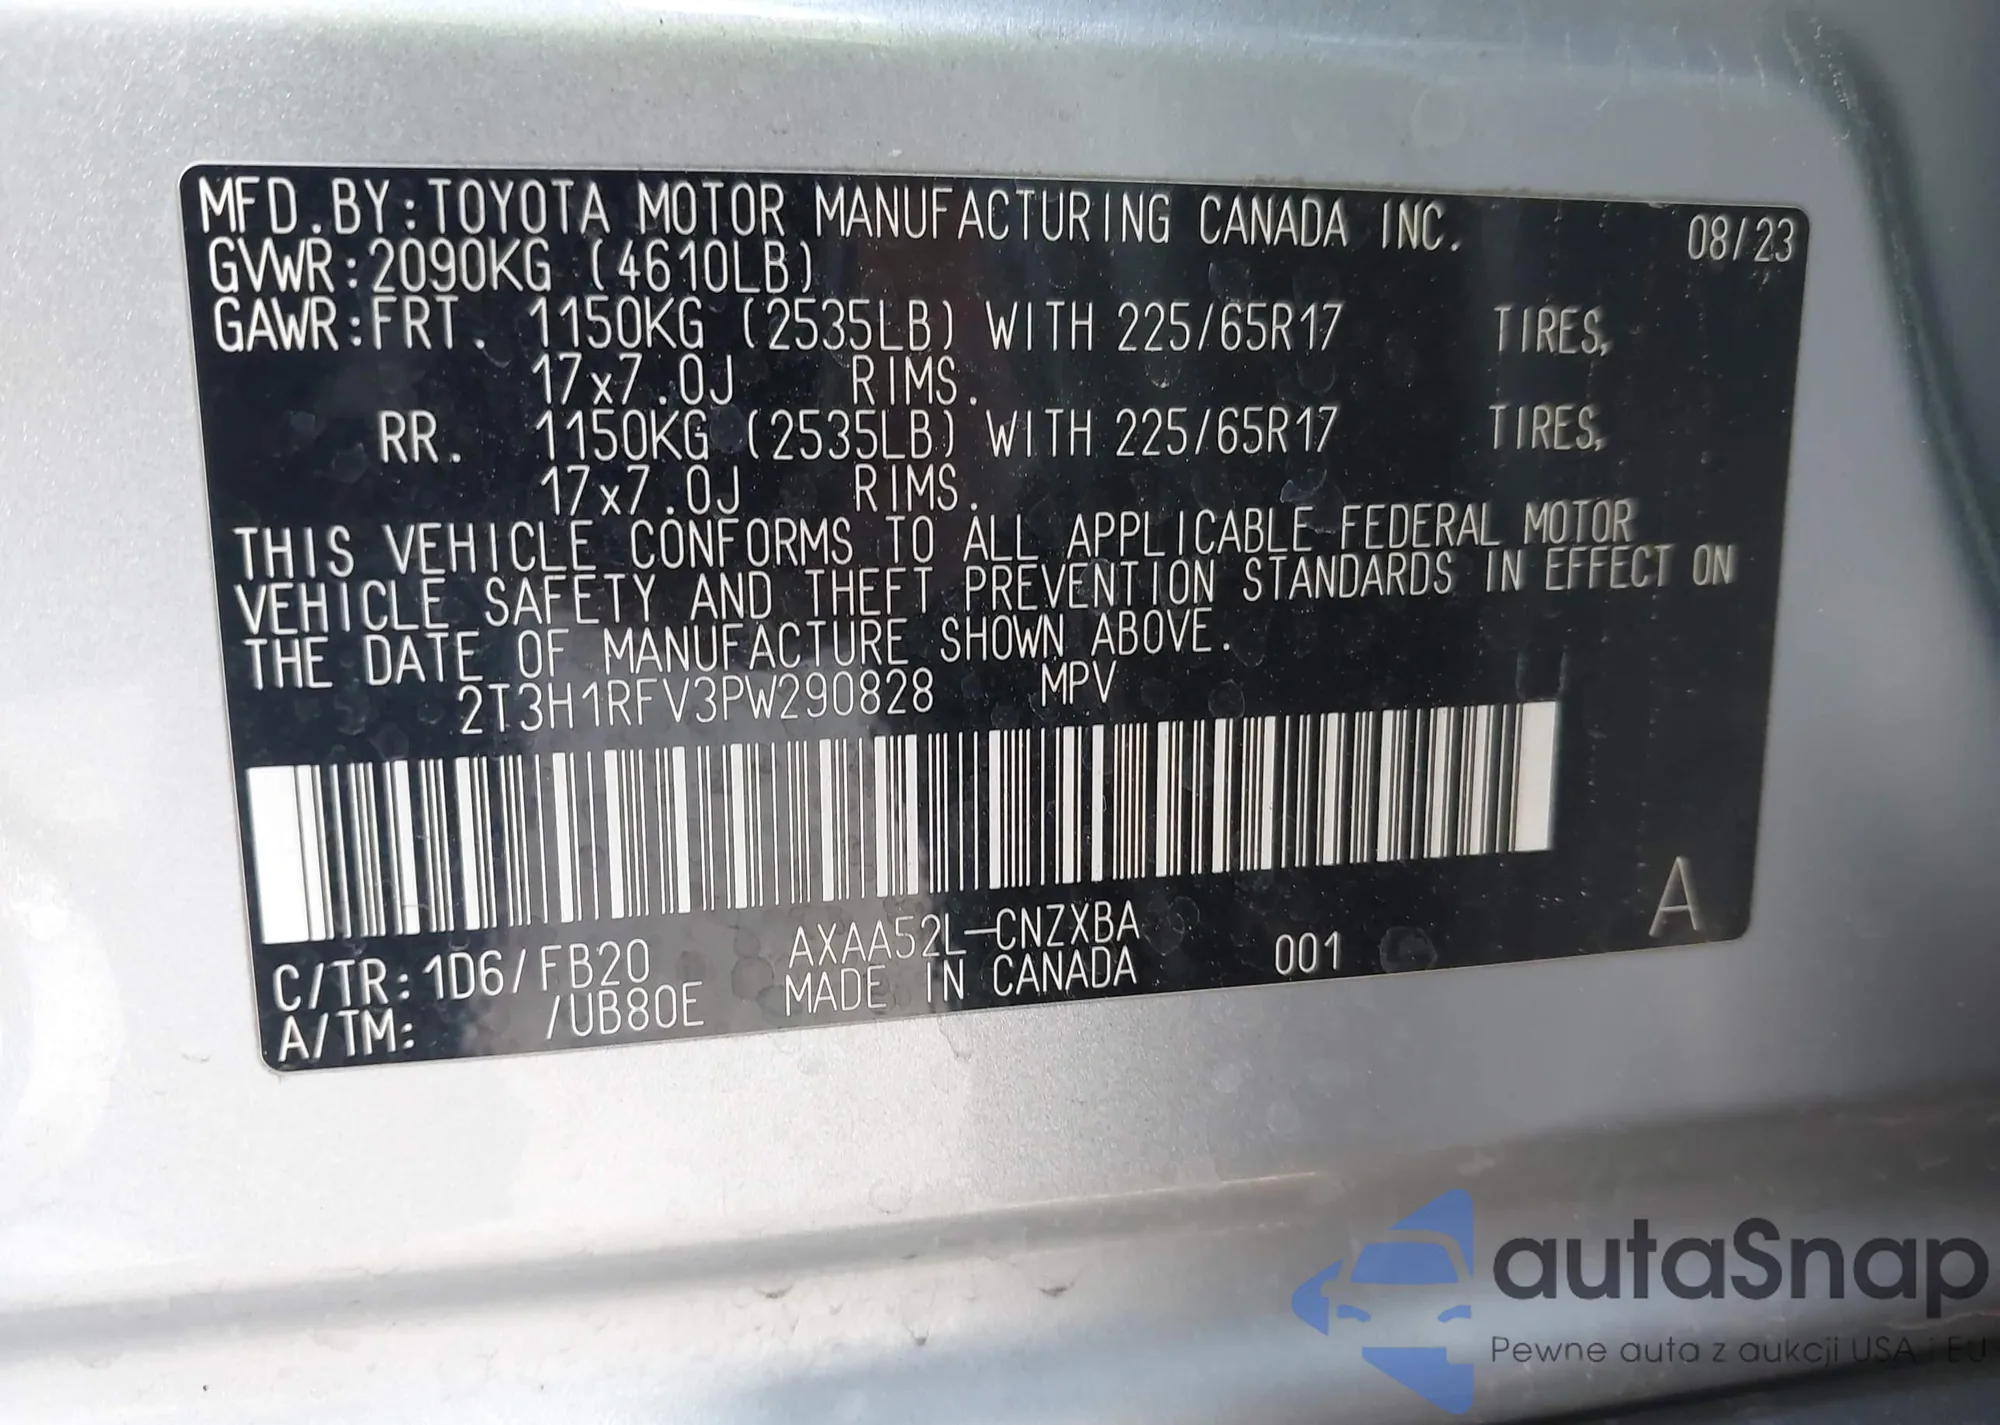 MFD.BY:TOYOTA MOTOR MANUFACTURING CANADA INC. 08/23
GVWR:2090KG (4610LB)
GAWR:FRT. 1150KG (2535LB) WITH 225/65R17 TIRES,
17x7.0J RIMS.
RR. 1150KG (2535LB) WITH 225/65R17 TIRES,
17x7.0J RIMS.
THIS VEHICLE CONFORMS TO ALL APPLICABLE FEDERAL MOTOR
VEHICLE SAFETY AND THEFT PREVENTION STANDARDS IN EFFECT ON
THE DATE OF MANUFACTURE SHOWN ABOVE.
2T3H1RFV3PW290828 MPV
C/TR:1D6/FB20 AXAA52L-CNZXBA 001 A
A/TM: /UB80E MADE IN CANADA
autaSnap
Pewne auta z aukcji USA i EU